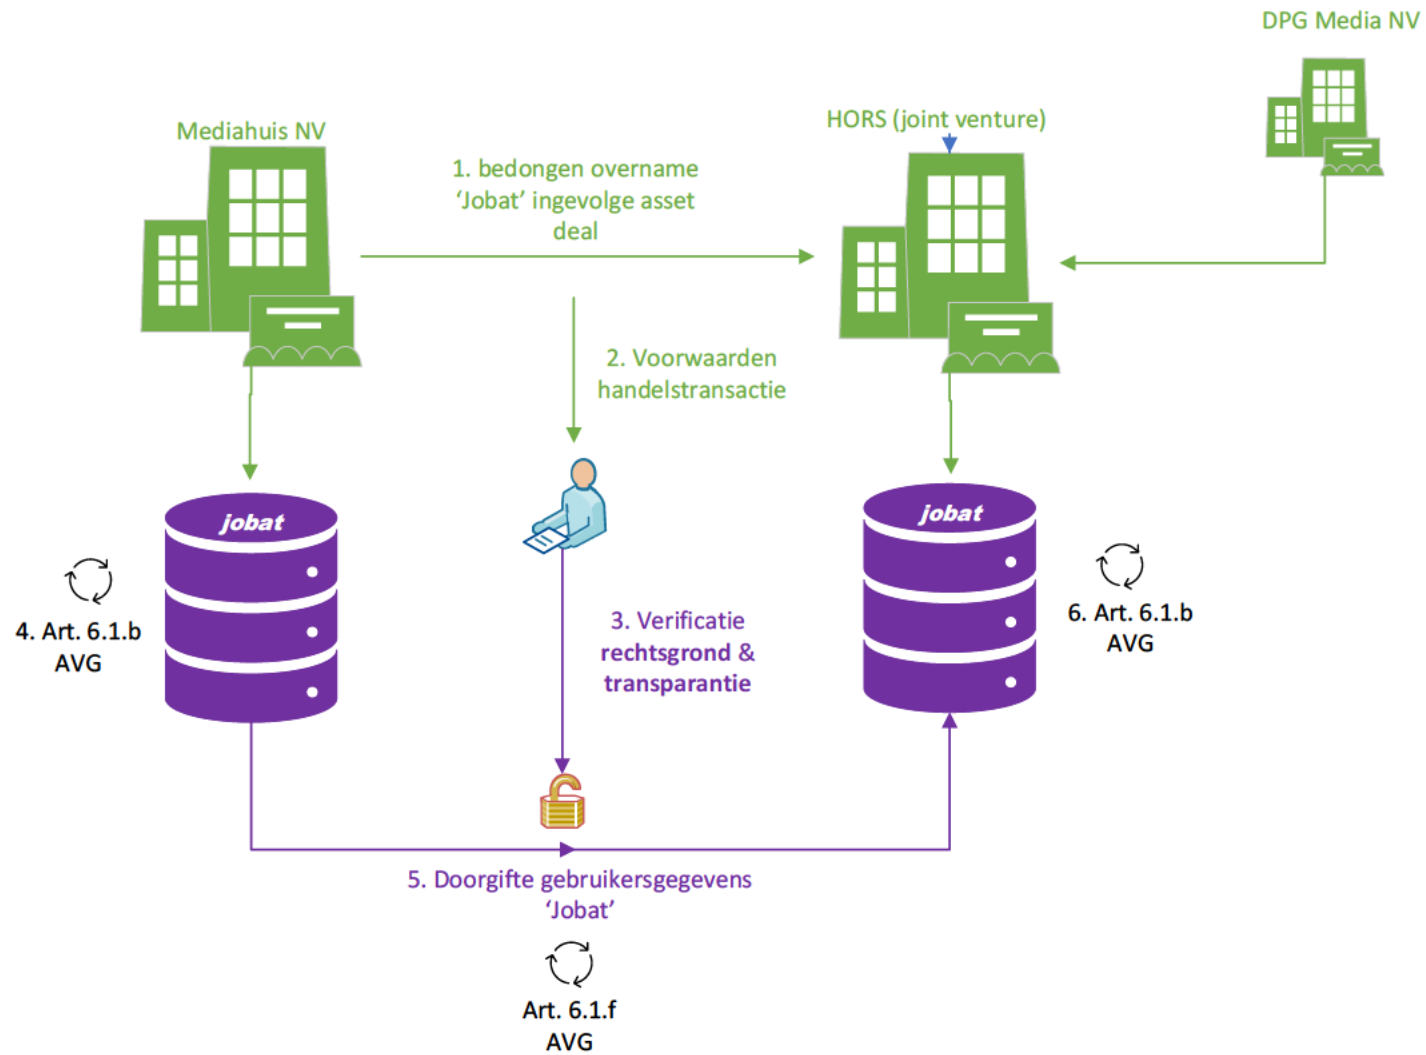 DPG Media NV
Mediahuis NV
HORS (joint venture)
1. bedongen overname
‘Jobat’ ingevolge asset
deal
2. Voorwaarden
handelstransactie
jobat
jobat
3. Verificatie
rechtsgrond &
transparantie
4. Art. 6.1.b
AVG
6. Art. 6.1.b
AVG
5. Doorgifte gebruikersgegevens
‘Jobat’
Art. 6.1.f
AVG